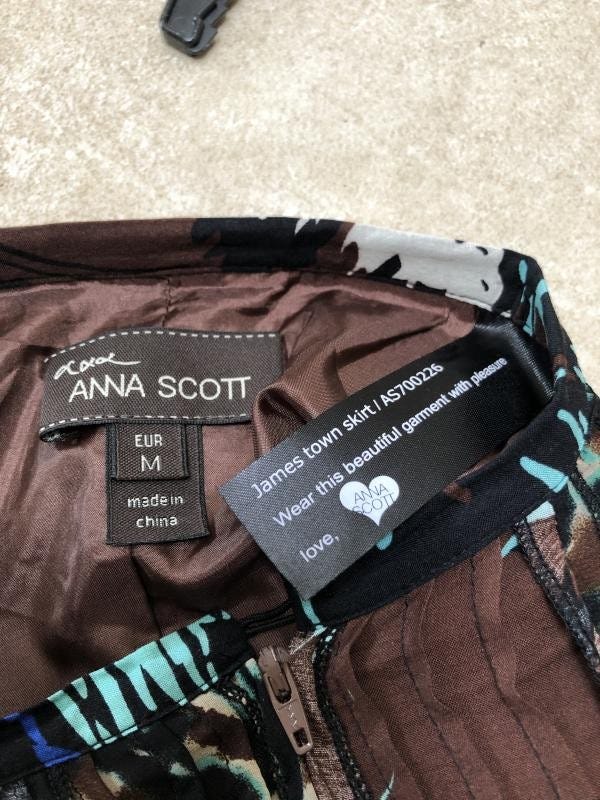 ANNA SCOTT
EUR
M
made in
china
James town skirt / AS700226
Wear this beautiful garment with pleasure
love,
ANNA
SCOTT